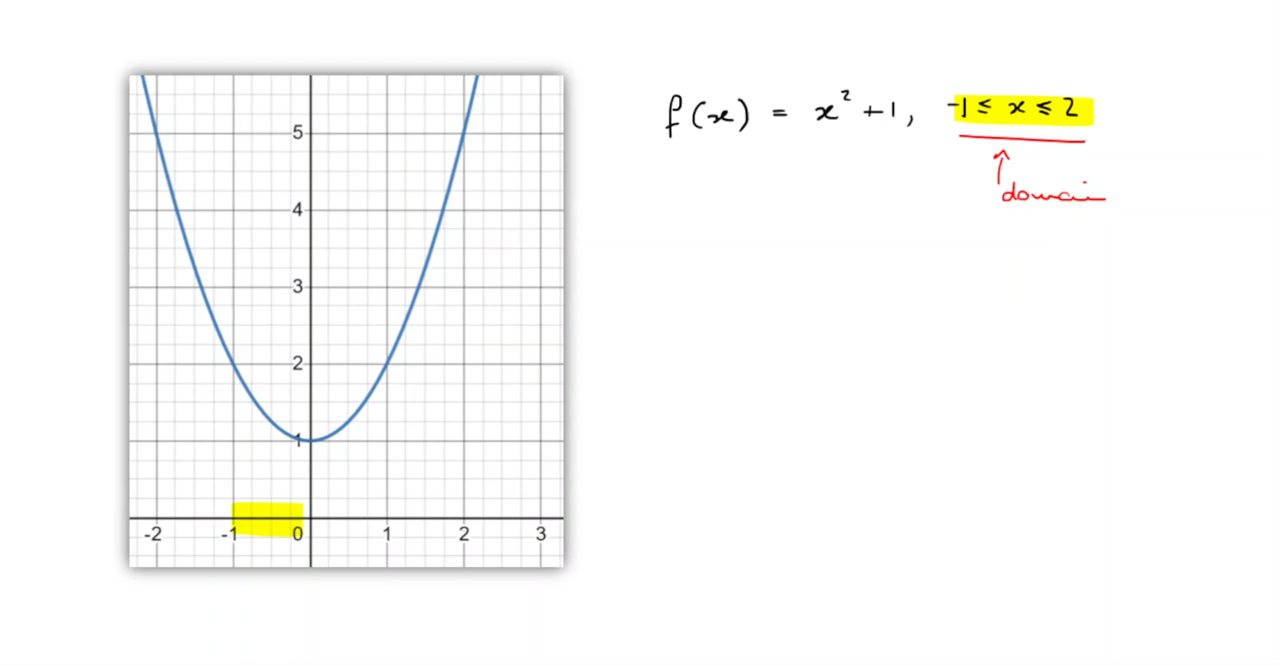 f(x) = x² + 1, -1 ≤ x ≤ 2
domain
5
4
3
2
1
-2 -1 0 1 2 3